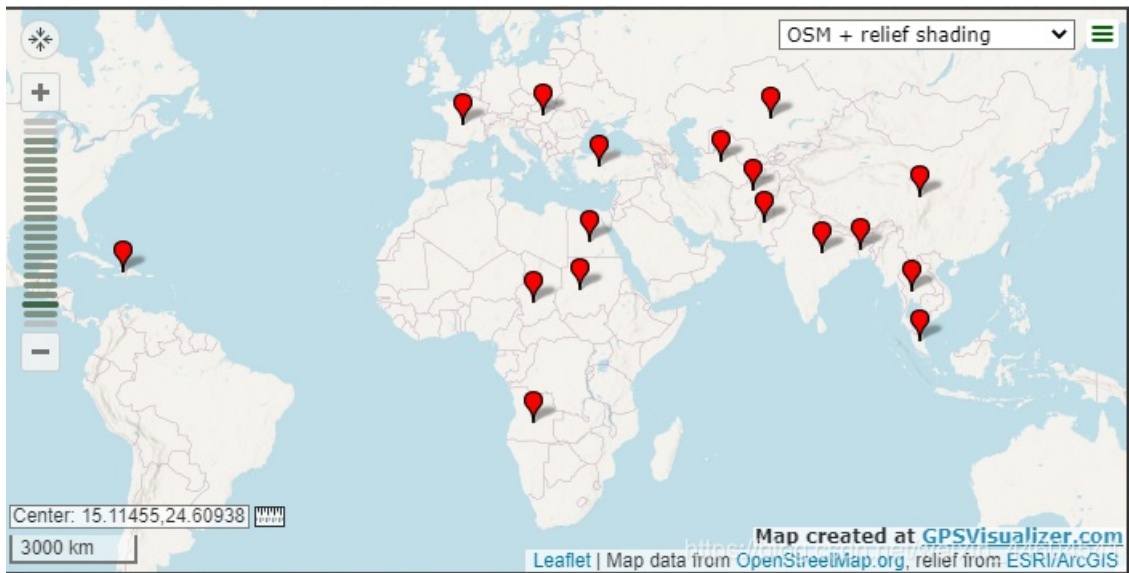 OSM + relief shading
Center: 15.11455,24.60938
3000 km
Map created at GPSVisualizer.com
Leaflet | Map data from OpenStreetMap.org, relief from ESRI/ArcGIS